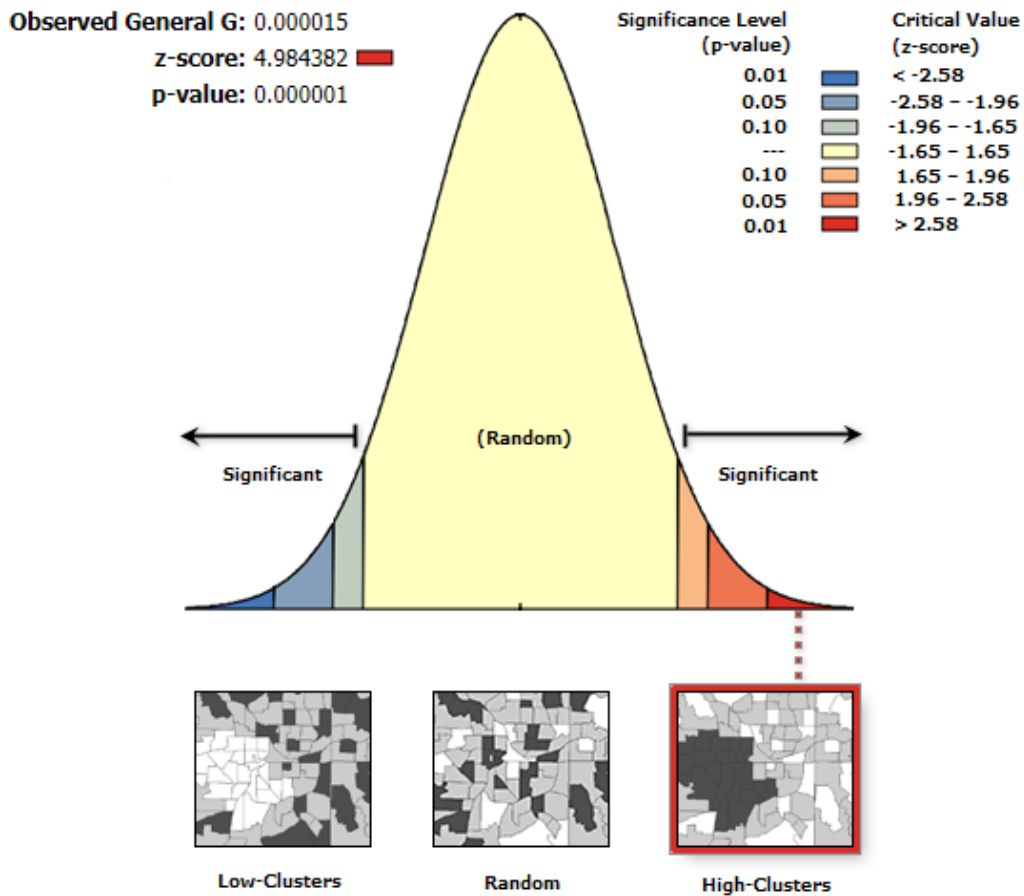 Observed General G: 0.000015
z-score: 4.984382
p-value: 0.000001
Significance Level
(p-value)
Critical Value
(z-score)
0.01 < -2.58
0.05 -2.58 – -1.96
0.10 -1.96 – -1.65
--- -1.65 – 1.65
0.10 1.65 – 1.96
0.05 1.96 – 2.58
0.01 > 2.58
(Random)
Significant
Significant
Low-Clusters
Random
High-Clusters